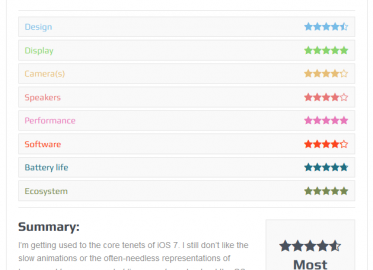 Design
Display
Camera(s)
Speakers
Performance
Software
Battery life
Ecosystem
Summary:
I'm getting used to the core tenets of iOS 7. I still don't like the
slow animations or the often-needless representations of
Most